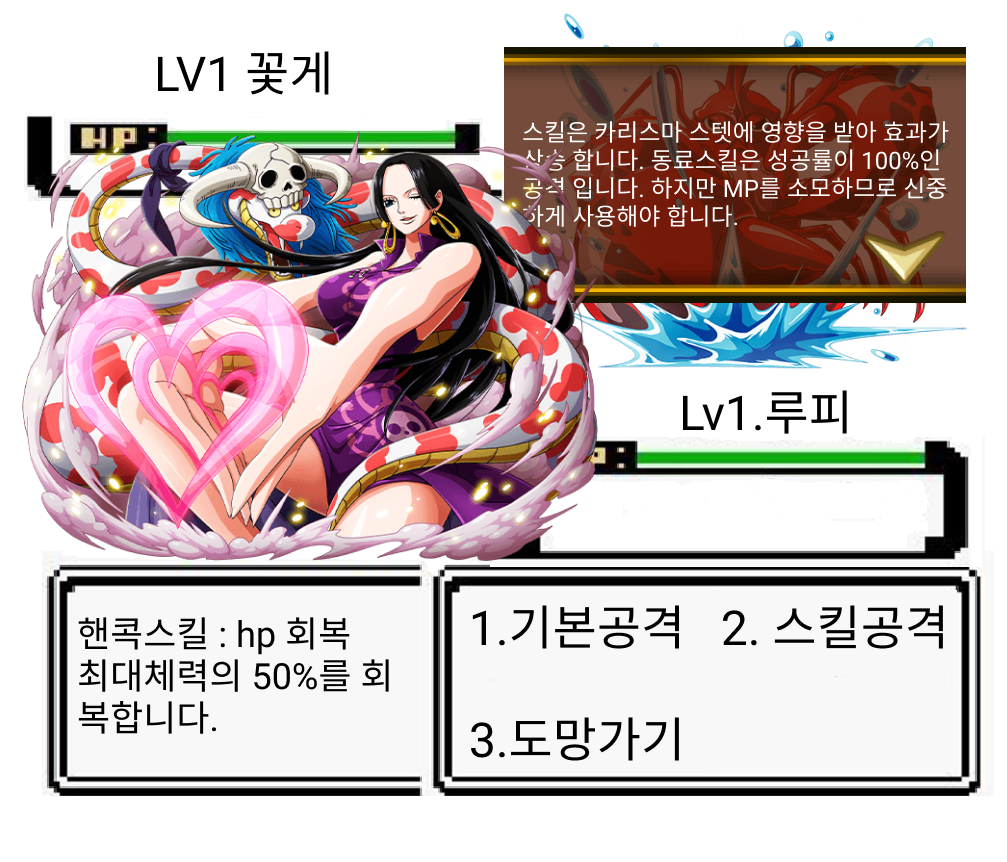 LV1 꽃게
HP:
스킬은 카리스마 스텟에 영향을 받아 효과가
상승 합니다. 동료스킬은 성공률이 100%인
공격 입니다. 하지만 MP를 소모하므로 신중
하게 사용해야 합니다.
Lv1.루피
P:
핸콕스킬 : hp 회복
최대체력의 50%를 회
복합니다.
1.기본공격 2. 스킬공격
3.도망가기